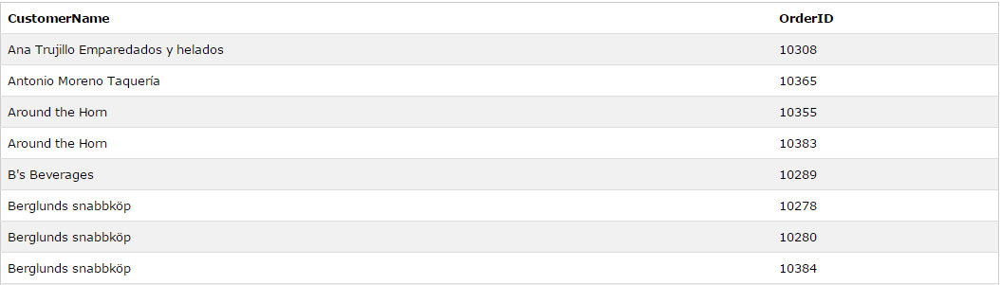 CustomerName OrderID
Ana Trujillo Emparedados y helados 10308
Antonio Moreno Taquería 10365
Around the Horn 10355
Around the Horn 10383
B's Beverages 10289
Berglunds snabbköp 10278
Berglunds snabbköp 10280
Berglunds snabbköp 10384